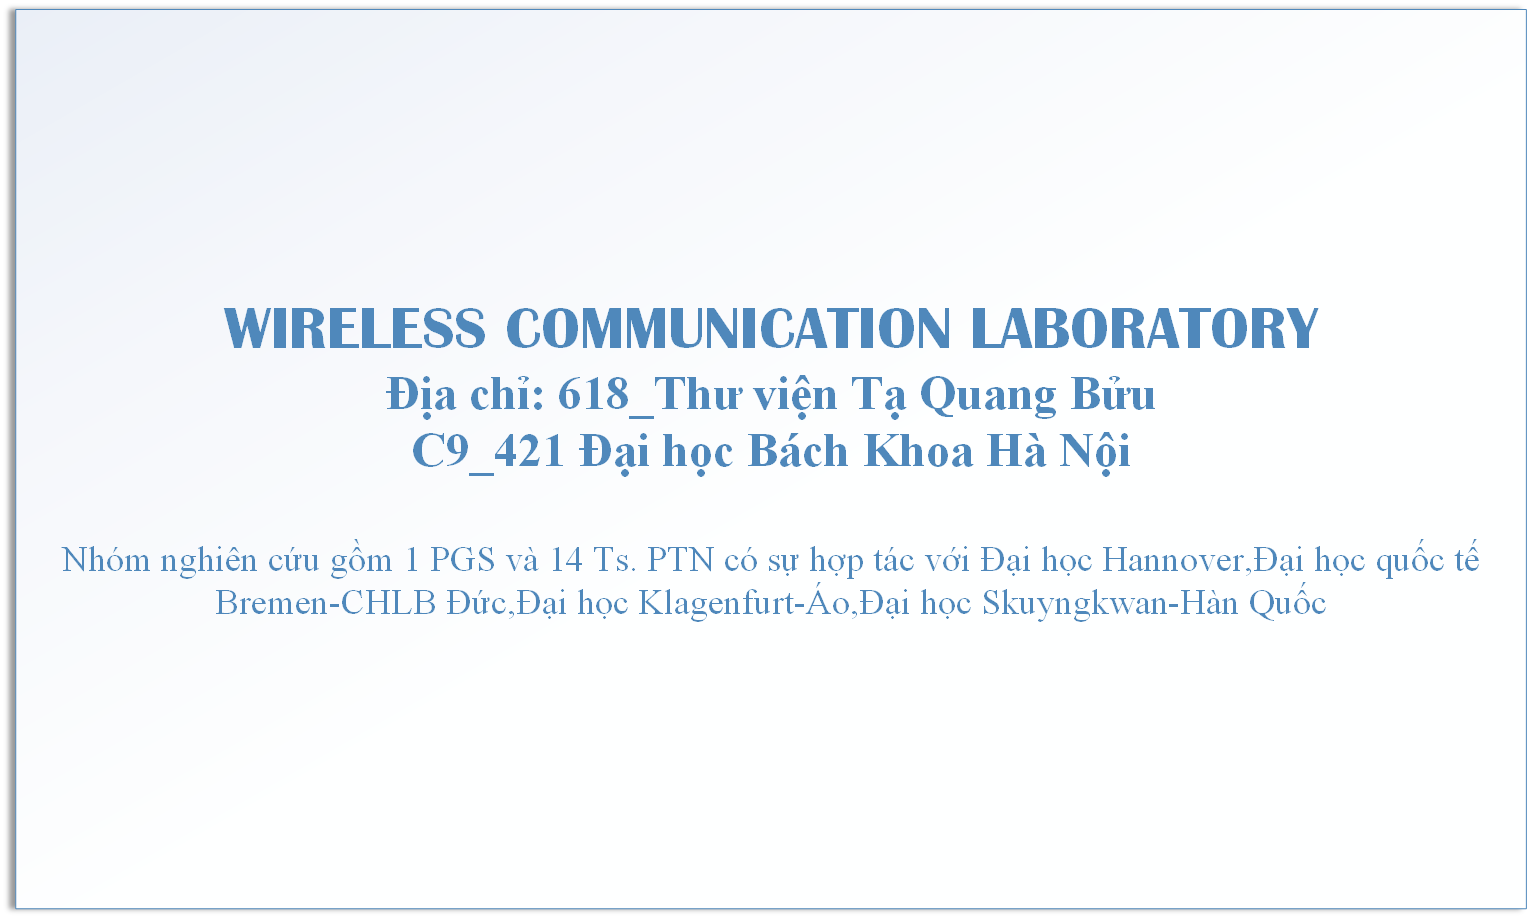 WIRELESS COMMUNICATION LABORATORY
Địa chỉ: 618_Thư viện Tạ Quang Bửu
C9_421 Đại học Bách Khoa Hà Nội
Nhóm nghiên cứu gồm 1 PGS và 14 Ts. PTN có sự hợp tác với Đại học Hannover,Đại học quốc tế
Bremen-CHLB Đức,Đại học Klagenfurt-Áo,Đại học Skuyngkwan-Hàn Quốc